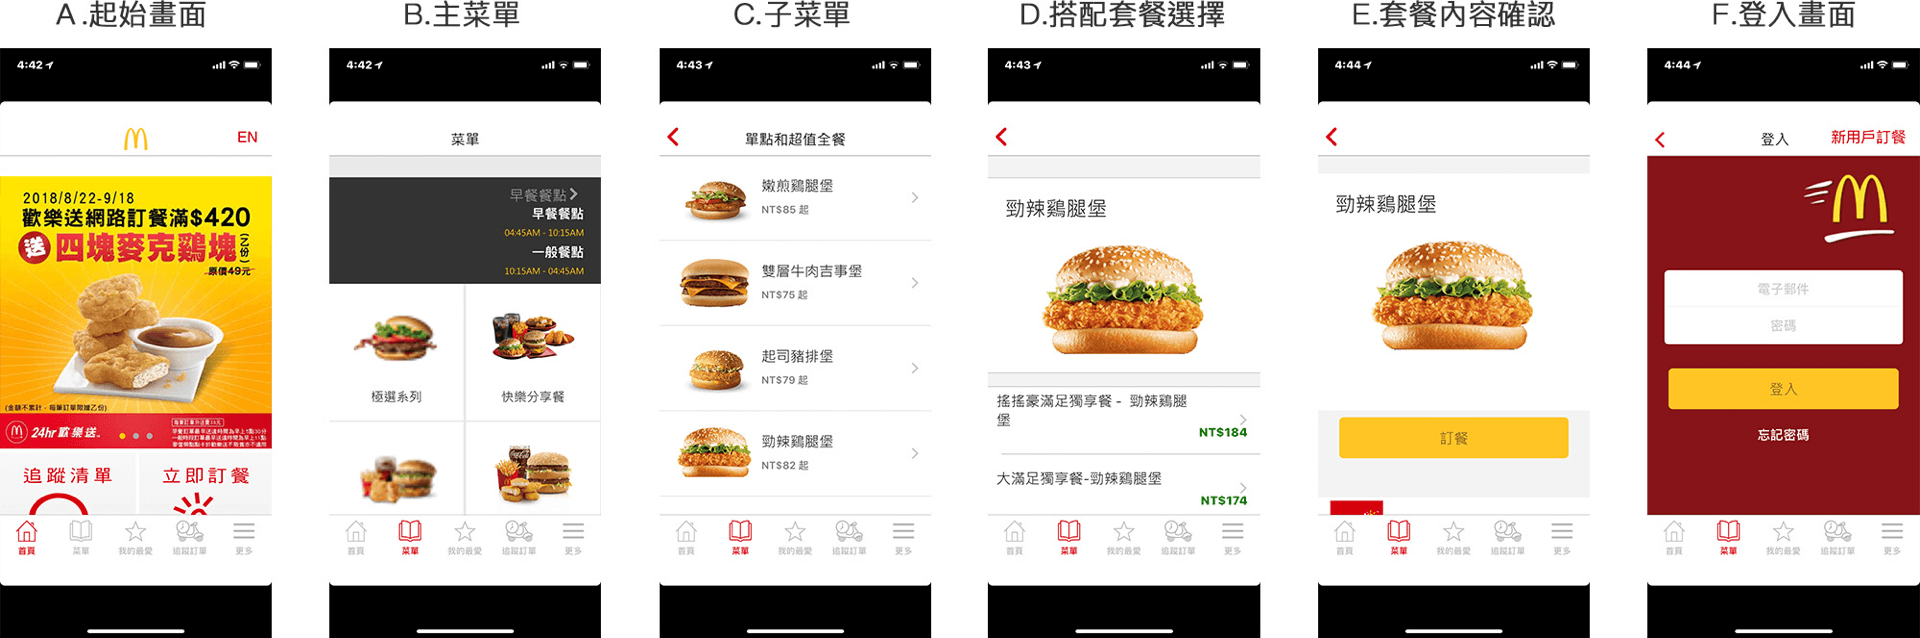 A.起始畫面
4:42
EN
2018/8/22-9/18
歡樂送網路訂餐滿$420
送 四塊麥克鷄塊 (乙份)
原價49元
(金額不累計,每筆訂單限贈乙份)
24hr歡樂送
追蹤清單
立即訂餐
首頁
菜單
我的最愛
追蹤訂單
更多
B.主菜單
4:42
菜單
早餐餐點
早餐餐點
04:45AM - 10:15AM
一般餐點
10:15AM - 04:45AM
極選系列
快樂分享餐
首頁
菜單
我的最愛
追蹤訂單
更多
C.子菜單
4:43
單點和超值全餐
嫩煎鷄腿堡
NT$85 起
雙層牛肉吉事堡
NT$75 起
起司豬排堡
NT$79 起
勁辣鷄腿堡
NT$82 起
首頁
菜單
我的最愛
追蹤訂單
更多
D.搭配套餐選擇
4:43
勁辣鷄腿堡
搖搖豪滿足獨享餐 - 勁辣鷄腿
堡
NT$184
大滿足獨享餐-勁辣鷄腿堡
NT$174
首頁
菜單
我的最愛
追蹤訂單
更多
E.套餐內容確認
4:44
勁辣鷄腿堡
訂餐
首頁
菜單
我的最愛
追蹤訂單
更多
F.登入畫面
4:44
登入
新用戶訂餐
電子郵件
密碼
登入
忘記密碼
首頁
菜單
我的最愛
追蹤訂單
更多